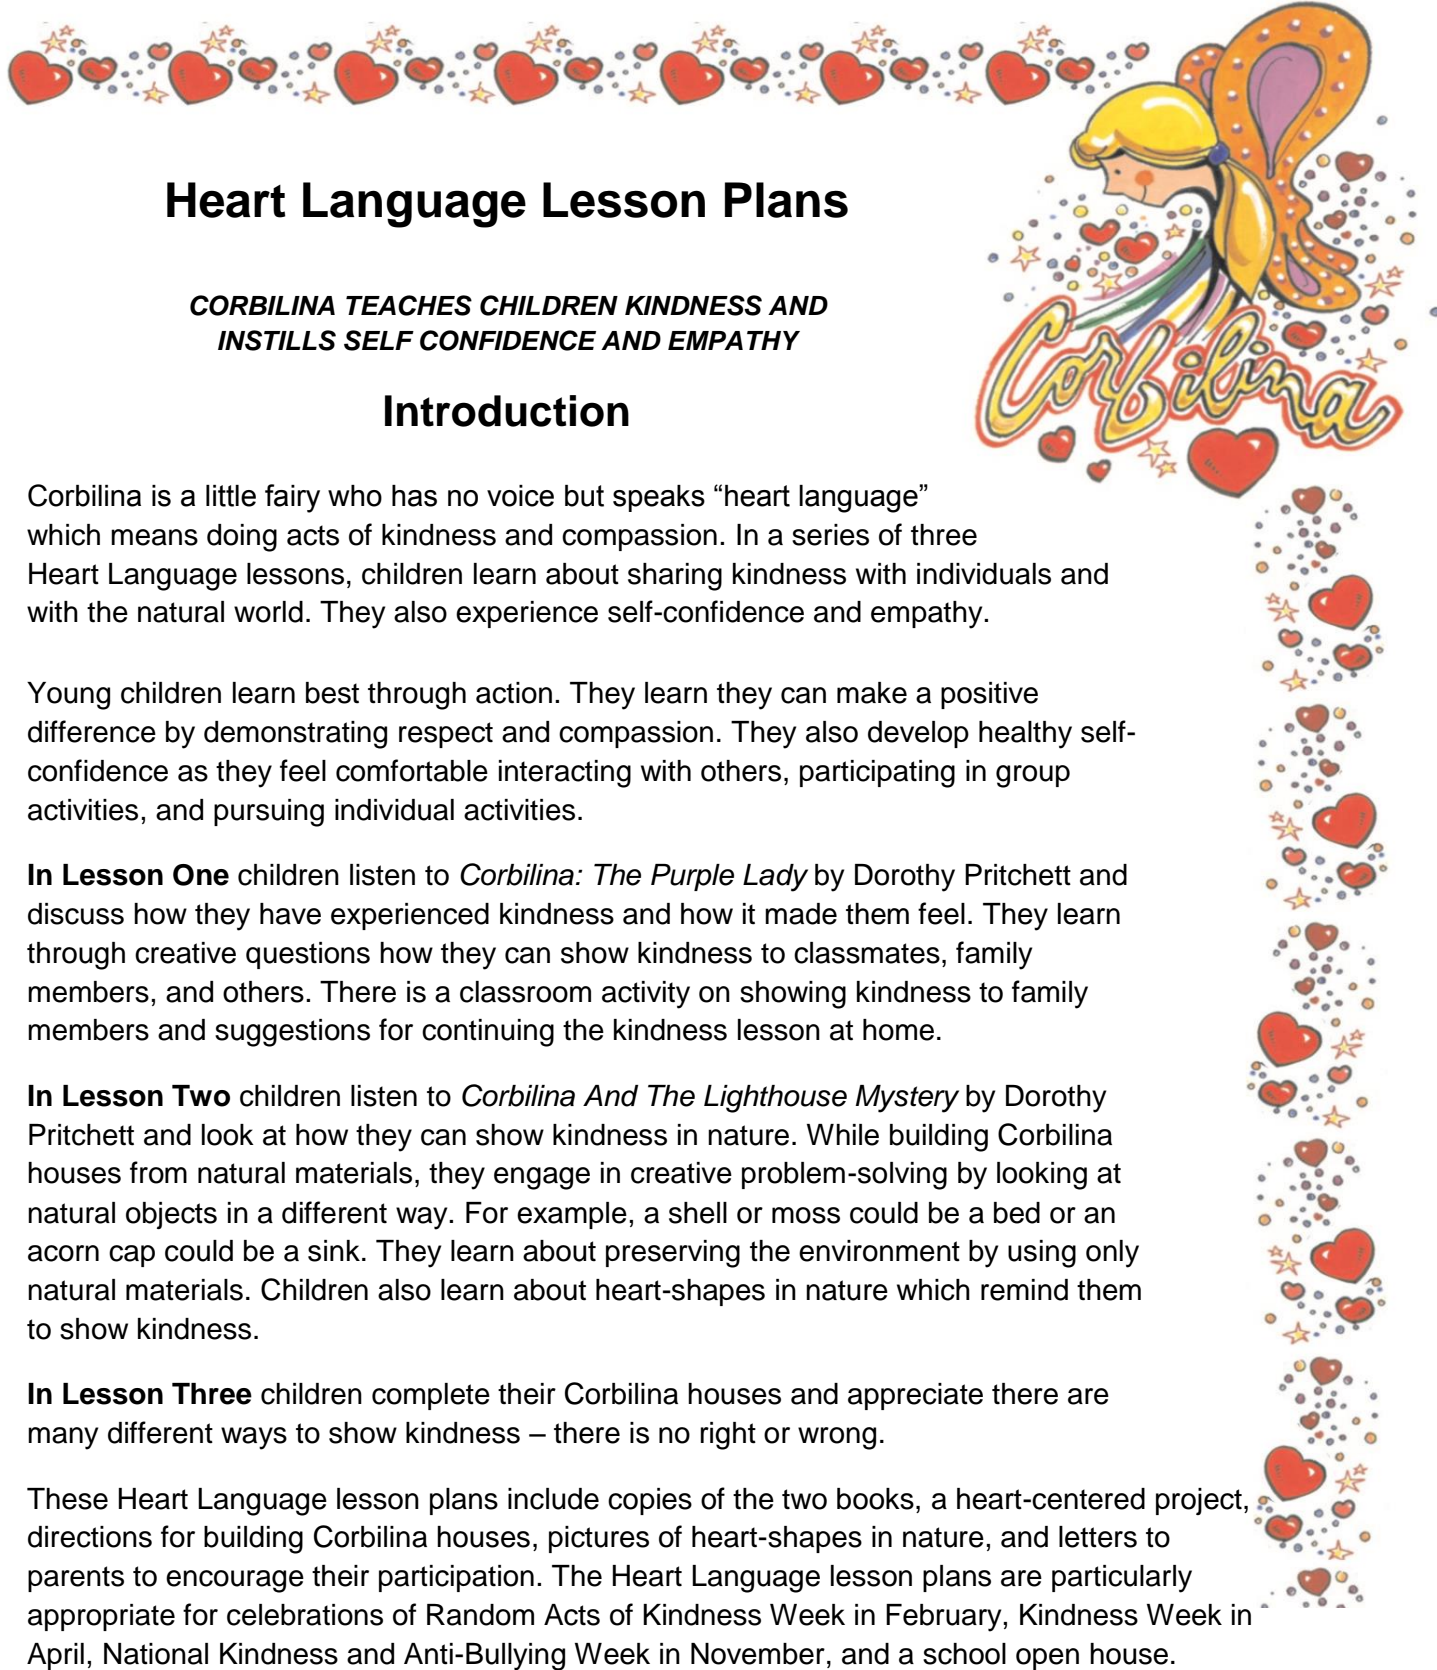 Heart Language Lesson Plans
CORBILINA TEACHES CHILDREN KINDNESS AND
INSTILLS SELF CONFIDENCE AND EMPATHY
Corbilina
Introduction
Corbilina is a little fairy who has no voice but speaks “heart language”
which means doing acts of kindness and compassion. In a series of three
Heart Language lessons, children learn about sharing kindness with individuals and
with the natural world. They also experience self-confidence and empathy.
Young children learn best through action. They learn they can make a positive
difference by demonstrating respect and compassion. They also develop healthy self-
confidence as they feel comfortable interacting with others, participating in group
activities, and pursuing individual activities.
In Lesson One children listen to Corbilina: The Purple Lady by Dorothy Pritchett and
discuss how they have experienced kindness and how it made them feel. They learn
through creative questions how they can show kindness to classmates, family
members, and others. There is a classroom activity on showing kindness to family
members and suggestions for continuing the kindness lesson at home.
In Lesson Two children listen to Corbilina And The Lighthouse Mystery by Dorothy
Pritchett and look at how they can show kindness in nature. While building Corbilina
houses from natural materials, they engage in creative problem-solving by looking at
natural objects in a different way. For example, a shell or moss could be a bed or an
acorn cap could be a sink. They learn about preserving the environment by using only
natural materials. Children also learn about heart-shapes in nature which remind them
to show kindness.
In Lesson Three children complete their Corbilina houses and appreciate there are
many different ways to show kindness – there is no right or wrong.
These Heart Language lesson plans include copies of the two books, a heart-centered project,
directions for building Corbilina houses, pictures of heart-shapes in nature, and letters to
parents to encourage their participation. The Heart Language lesson plans are particularly
appropriate for celebrations of Random Acts of Kindness Week in February, Kindness Week in
April, National Kindness and Anti-Bullying Week in November, and a school open house.